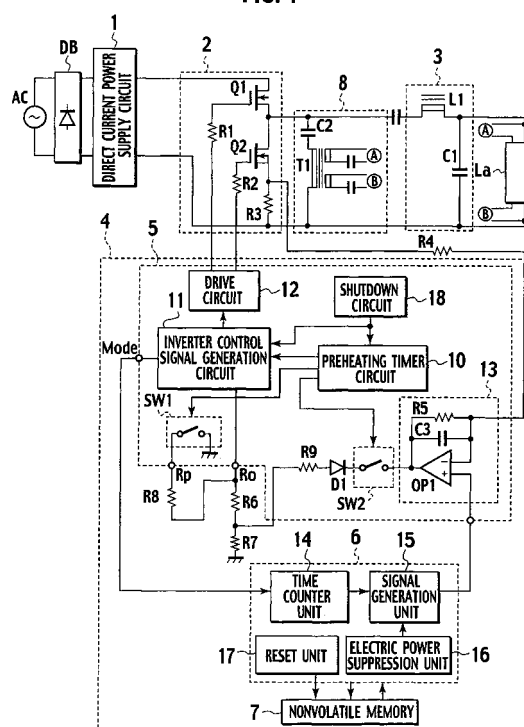 1
DB
AC
DIRECT CURRENT POWER
SUPPLY CIRCUIT
2
Q1
R1
Q2
R2
R3
8
C2
T1
A
B
3
L1
C1
A
La
B
R4
4
5
DRIVE
CIRCUIT
12
11
SHUTDOWN
CIRCUIT
18
Mode
INVERTER CONTROL
SIGNAL GENERATION
CIRCUIT
PREHEATING TIMER
CIRCUIT
10
13
SW1
R5
C3
OP1
Rp
Ro
R9
D1
SW2
R8
R6
R7
14
6
15
TIME
COUNTER
UNIT
SIGNAL
GENERATION
UNIT
17
RESET UNIT
ELECTRIC POWER
SUPPRESSION UNIT
16
7
NONVOLATILE MEMORY